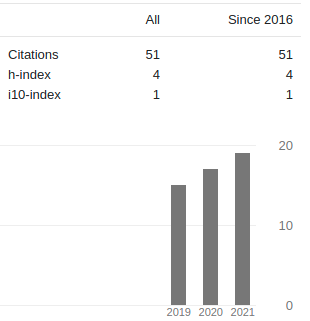 All Since 2016
Citations 51 51
h-index 4 4
i10-index 1 1
20
10
0
2019 2020 2021